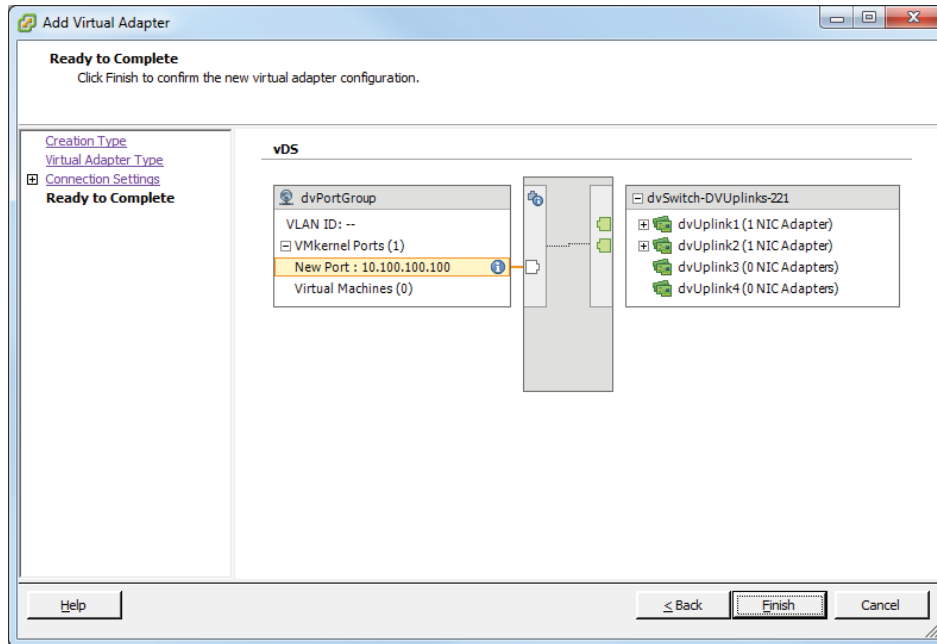 Add Virtual Adapter
Ready to Complete
Click Finish to confirm the new virtual adapter configuration.
Creation Type
Virtual Adapter Type
Connection Settings
Ready to Complete
vDS
dvPortGroup
VLAN ID: --
VMkernel Ports (1)
New Port : 10.100.100.100
Virtual Machines (0)
dvSwitch-DVUplinks-221
dvUplink1 (1 NIC Adapter)
dvUplink2 (1 NIC Adapter)
dvUplink3 (0 NIC Adapters)
dvUplink4 (0 NIC Adapters)
Help
< Back
Finish
Cancel